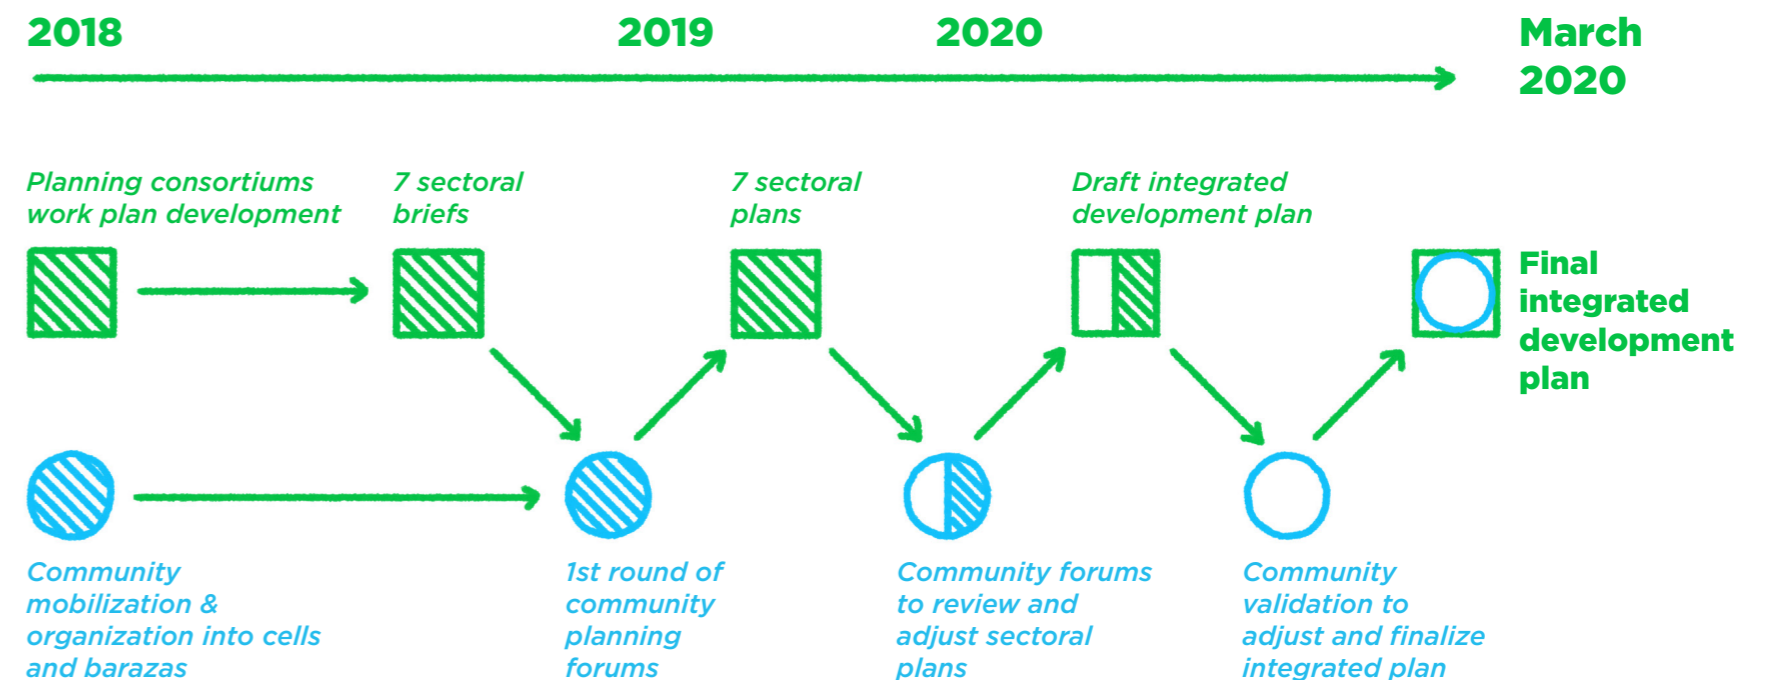 2018
2019
2020
March
2020
Planning consortiums
work plan development
7 sectoral
briefs
7 sectoral
plans
Draft integrated
development plan
Final
integrated
development
plan
Community
mobilization &
organization into cells
and barazas
1st round of
community
planning
forums
Community forums
to review and
adjust sectoral
plans
Community
validation to
adjust and finalize
integrated plan